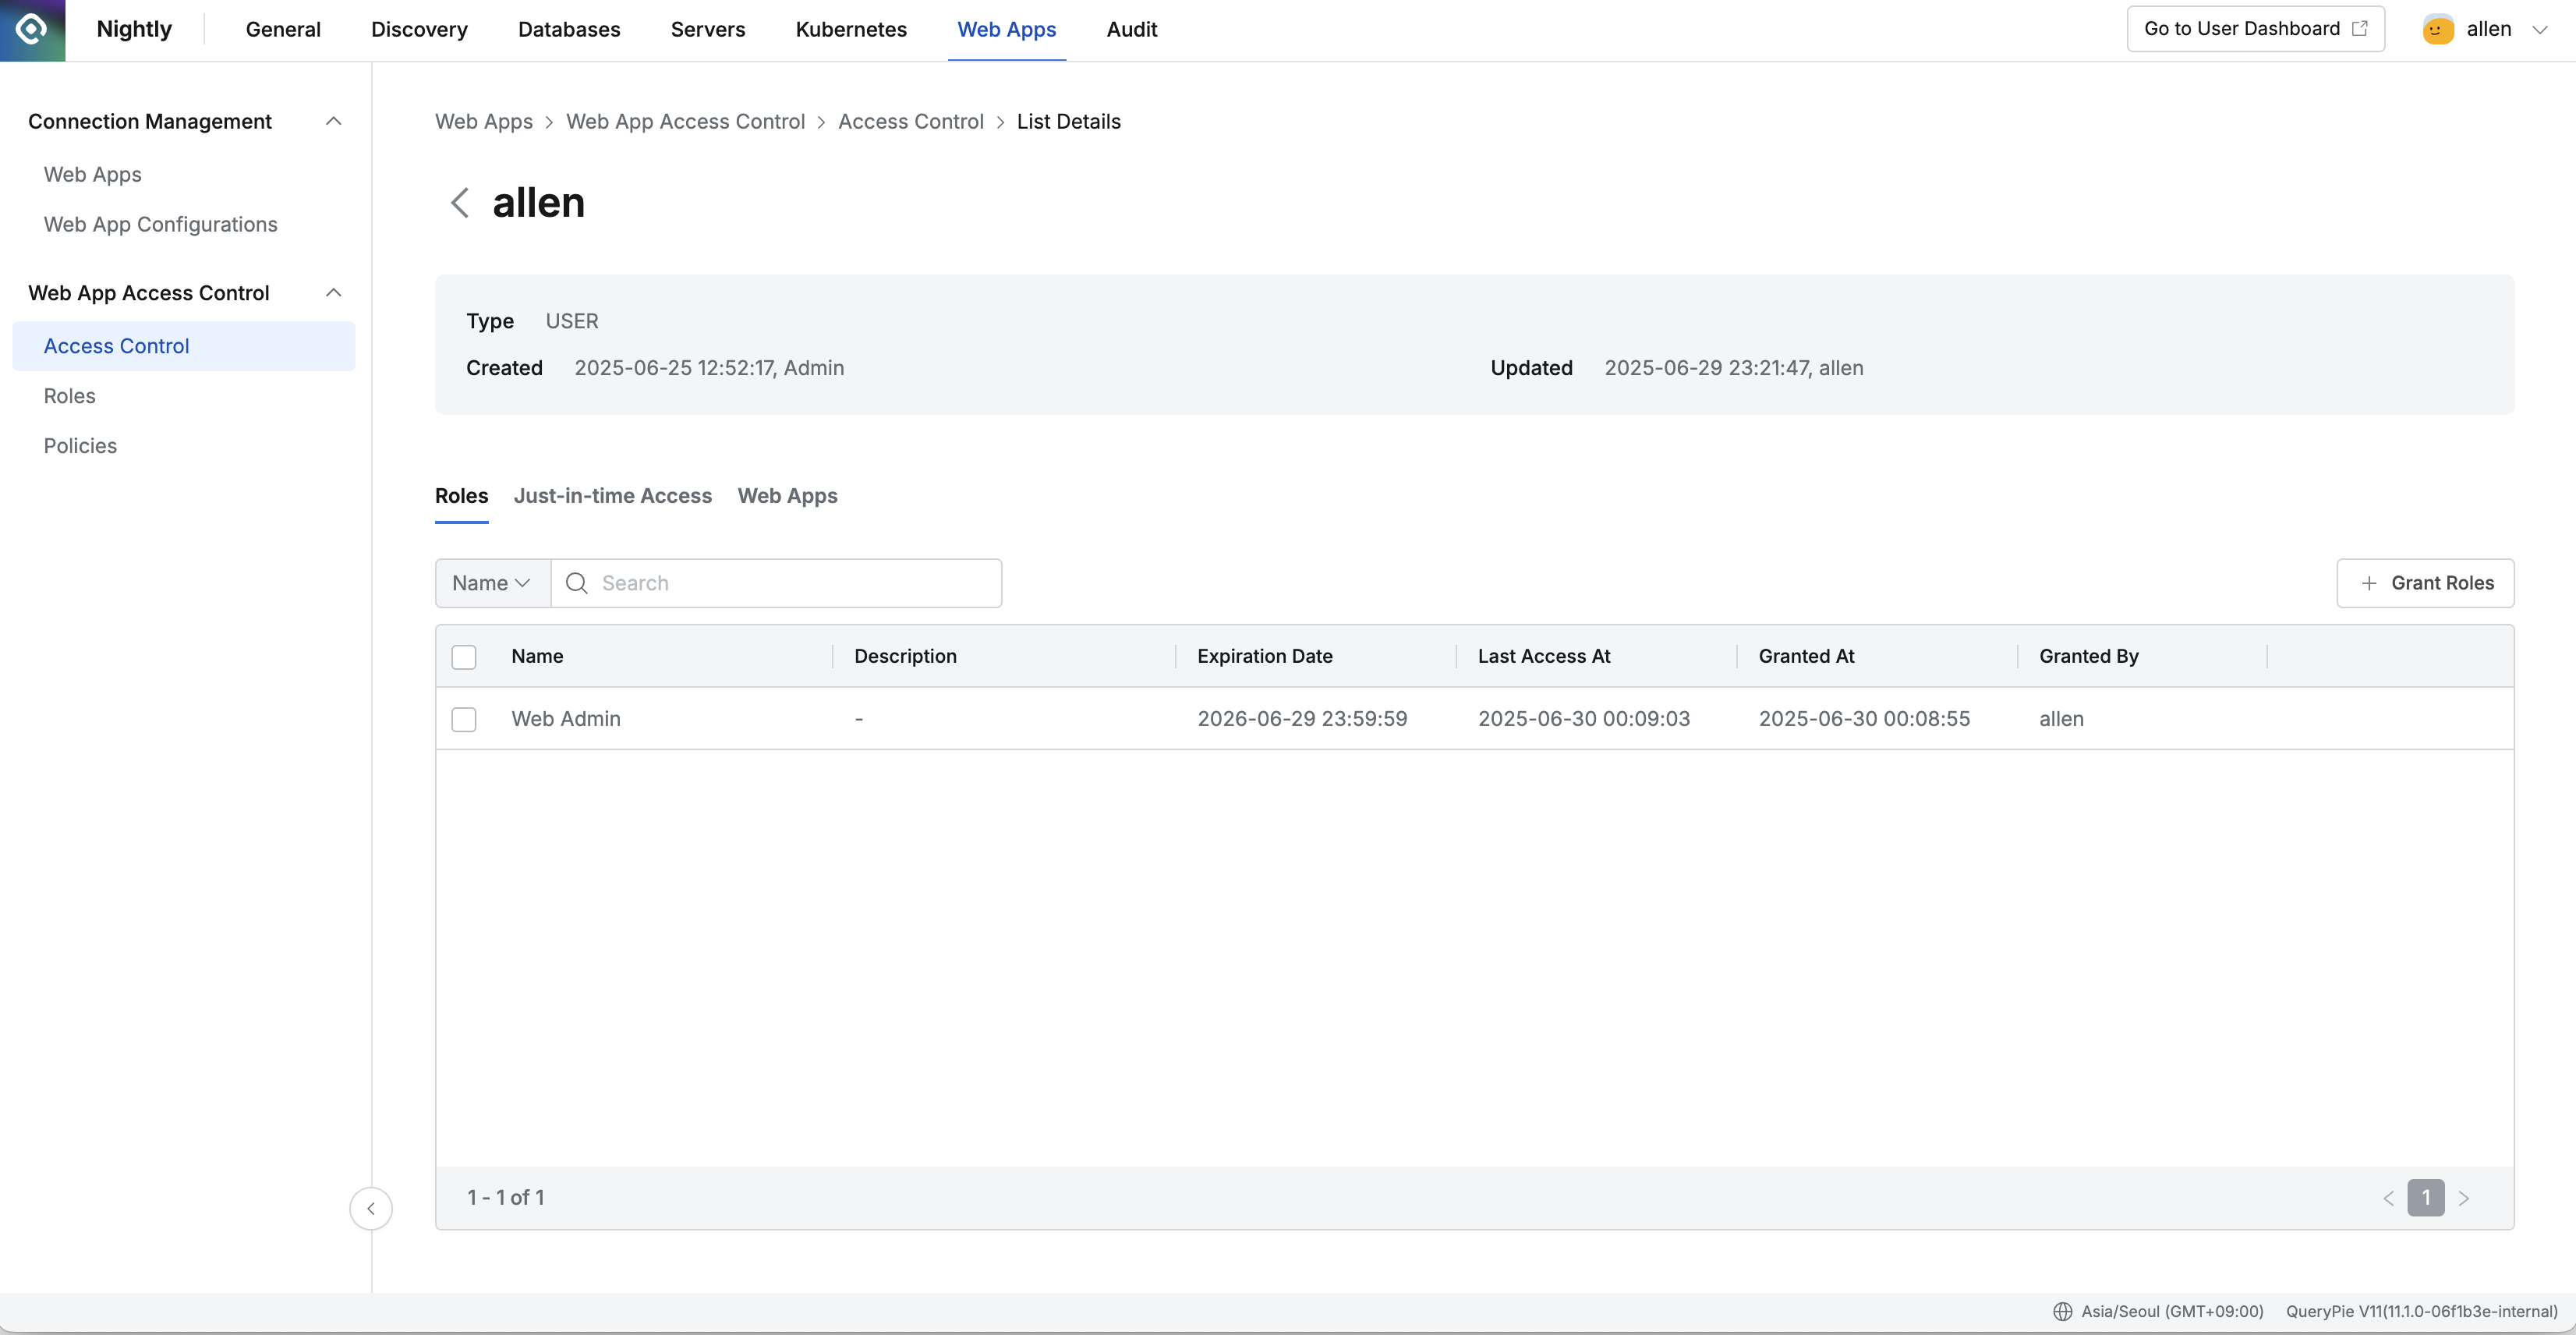 Nightly General Discovery Databases Servers Kubernetes Web Apps Audit Go to User Dashboard allen
Connection Management
Web Apps
Web App Configurations
Web App Access Control
Access Control
Roles
Policies
Web Apps > Web App Access Control > Access Control > List Details
allen
Type USER
Created 2025-06-25 12:52:17, Admin Updated 2025-06-29 23:21:47, allen
Roles Just-in-time Access Web Apps
Name Search + Grant Roles
Name Description Expiration Date Last Access At Granted At Granted By
Web Admin - 2026-06-29 23:59:59 2025-06-30 00:09:03 2025-06-30 00:08:55 allen
1 - 1 of 1 < 1 >
Asia/Seoul (GMT+09:00) QueryPie V11(11.1.0-06f1b3e-internal)